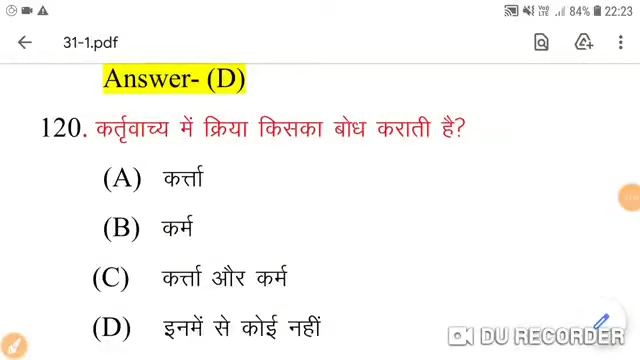 84% 22:23
31-1.pdf
Answer- (D)
120. कर्तृवाच्य में क्रिया किसका बोध कराती है?
(A) कर्त्ता
(B) कर्म
(C) कर्त्ता और कर्म
(D) इनमें से कोई नहीं
DU RECORDER